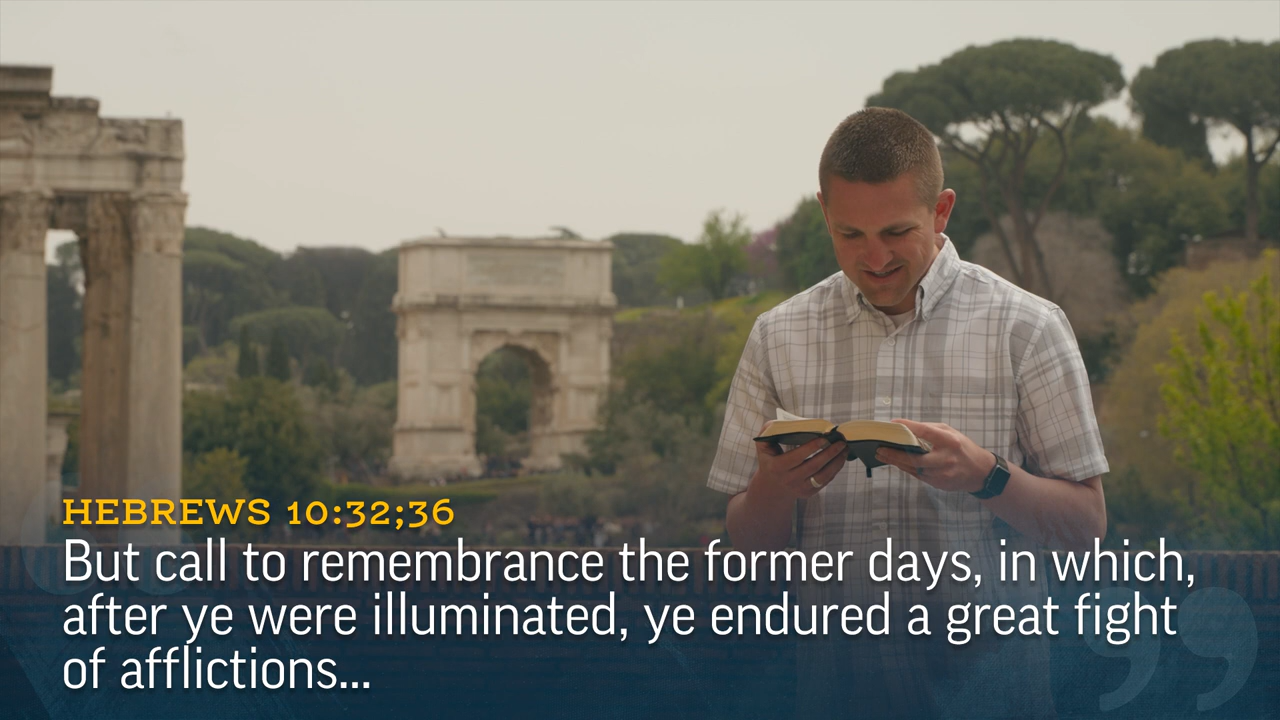 HEBREWS 10:32;36
But call to remembrance the former days, in which,
after ye were illuminated, ye endured a great fight
of afflictions...